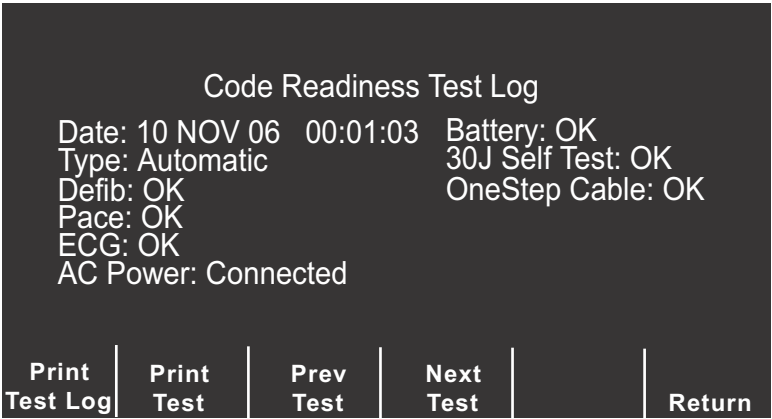 Code Readiness Test Log
Date: 10 NOV 06 00:01:03
Type: Automatic
Defib: OK
Pace: OK
ECG: OK
AC Power: Connected
Battery: OK
30J Self Test: OK
OneStep Cable: OK
Print
Test Log
Print
Test
Prev
Test
Next
Test
Return